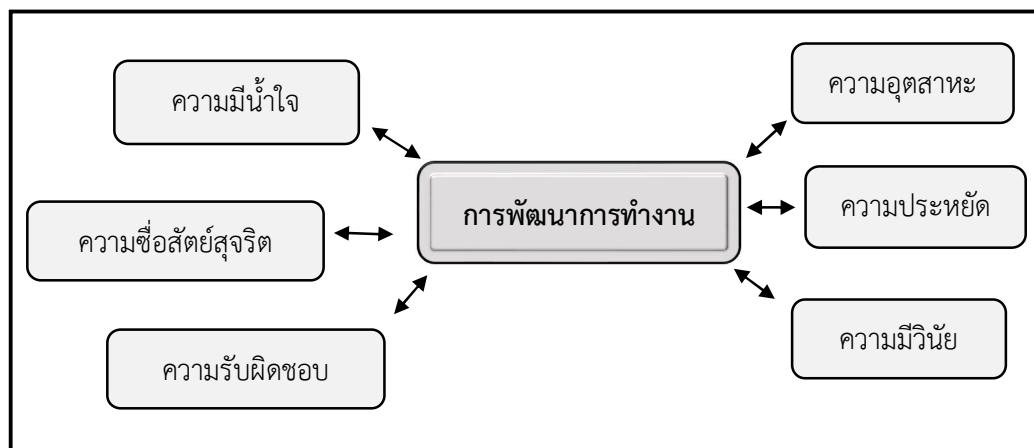 ความมีน้ำใจ
ความอุตสาหะ
การพัฒนาการทำงาน
ความประหยัด
ความซื่อสัตย์สุจริต
ความมีวินัย
ความรับผิดชอบ